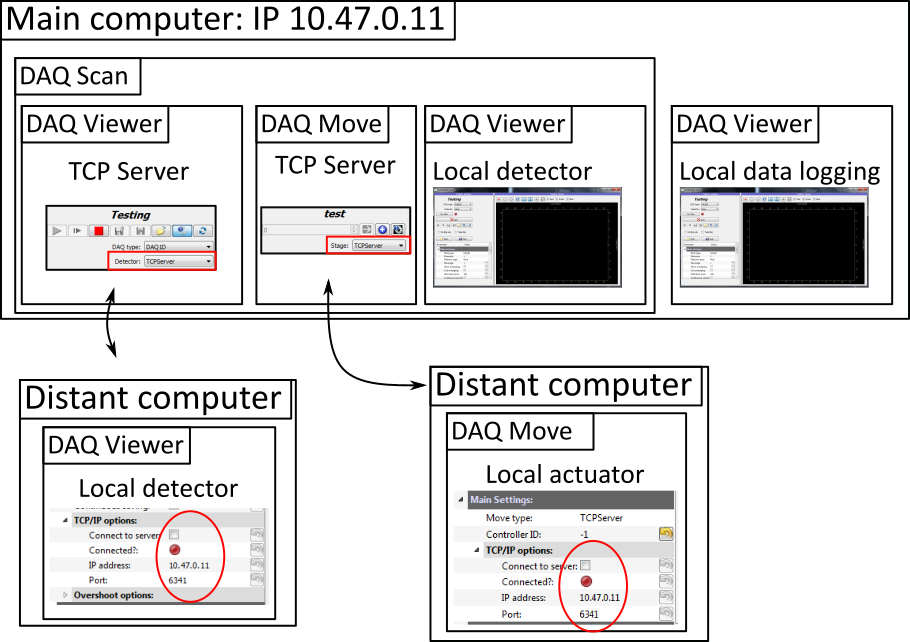 Main computer: IP 10.47.0.11
DAQ Scan
DAQ Viewer
TCP Server
Testing
DAQ type: DAQ1D
Detector: TCPServer
DAQ Move
TCP Server
test
Stage: TCPServer
DAQ Viewer
Local detector
Testing
DAQ Viewer
Local data logging
Testing
Distant computer
DAQ Viewer
Local detector
TCP/IP options:
Connect to server:
Connected?:
IP address: 10.47.0.11
Port: 6341
Overshoot options:
Distant computer
DAQ Move
Local actuator
Main Settings:
Move type: TCPServer
Controller ID: -1
TCP/IP options:
Connect to server:
Connected?:
IP address: 10.47.0.11
Port: 6341